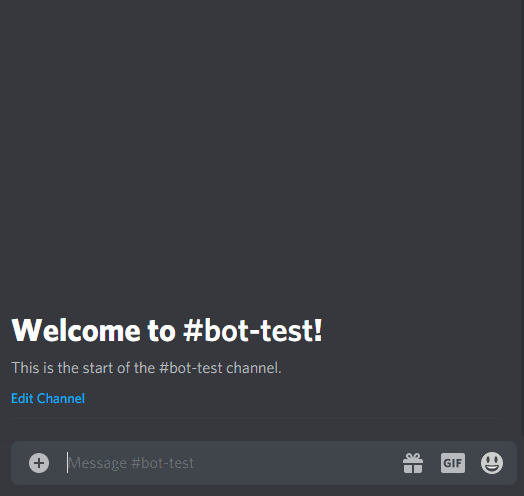 Welcome to #bot-test!
This is the start of the #bot-test channel.
Edit Channel
Message #bot-test
GIF